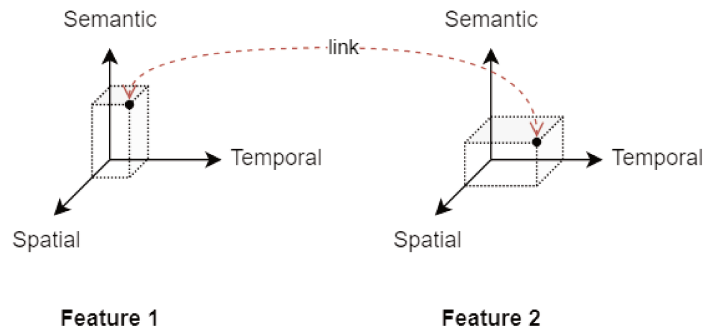 Semantic
Semantic
link
Temporal
Temporal
Spatial
Spatial
Feature 1
Feature 2